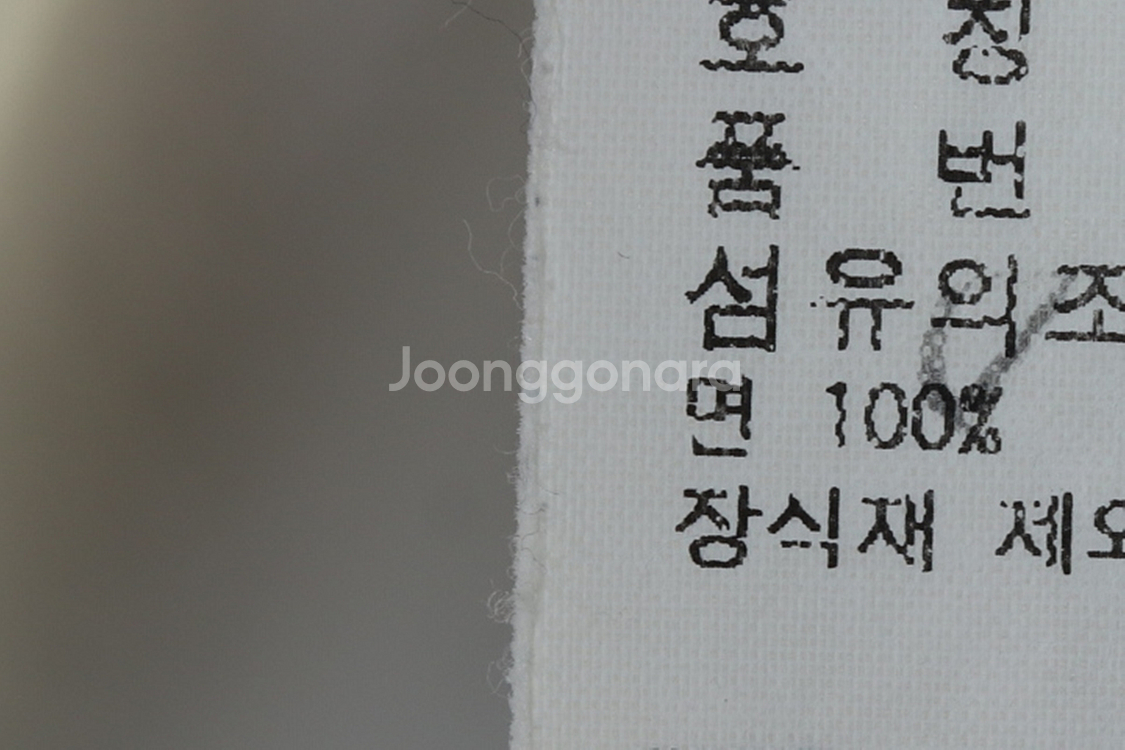 호 칭
품 번
섬유의조
면 100%
장식재 제외
Joonggonara